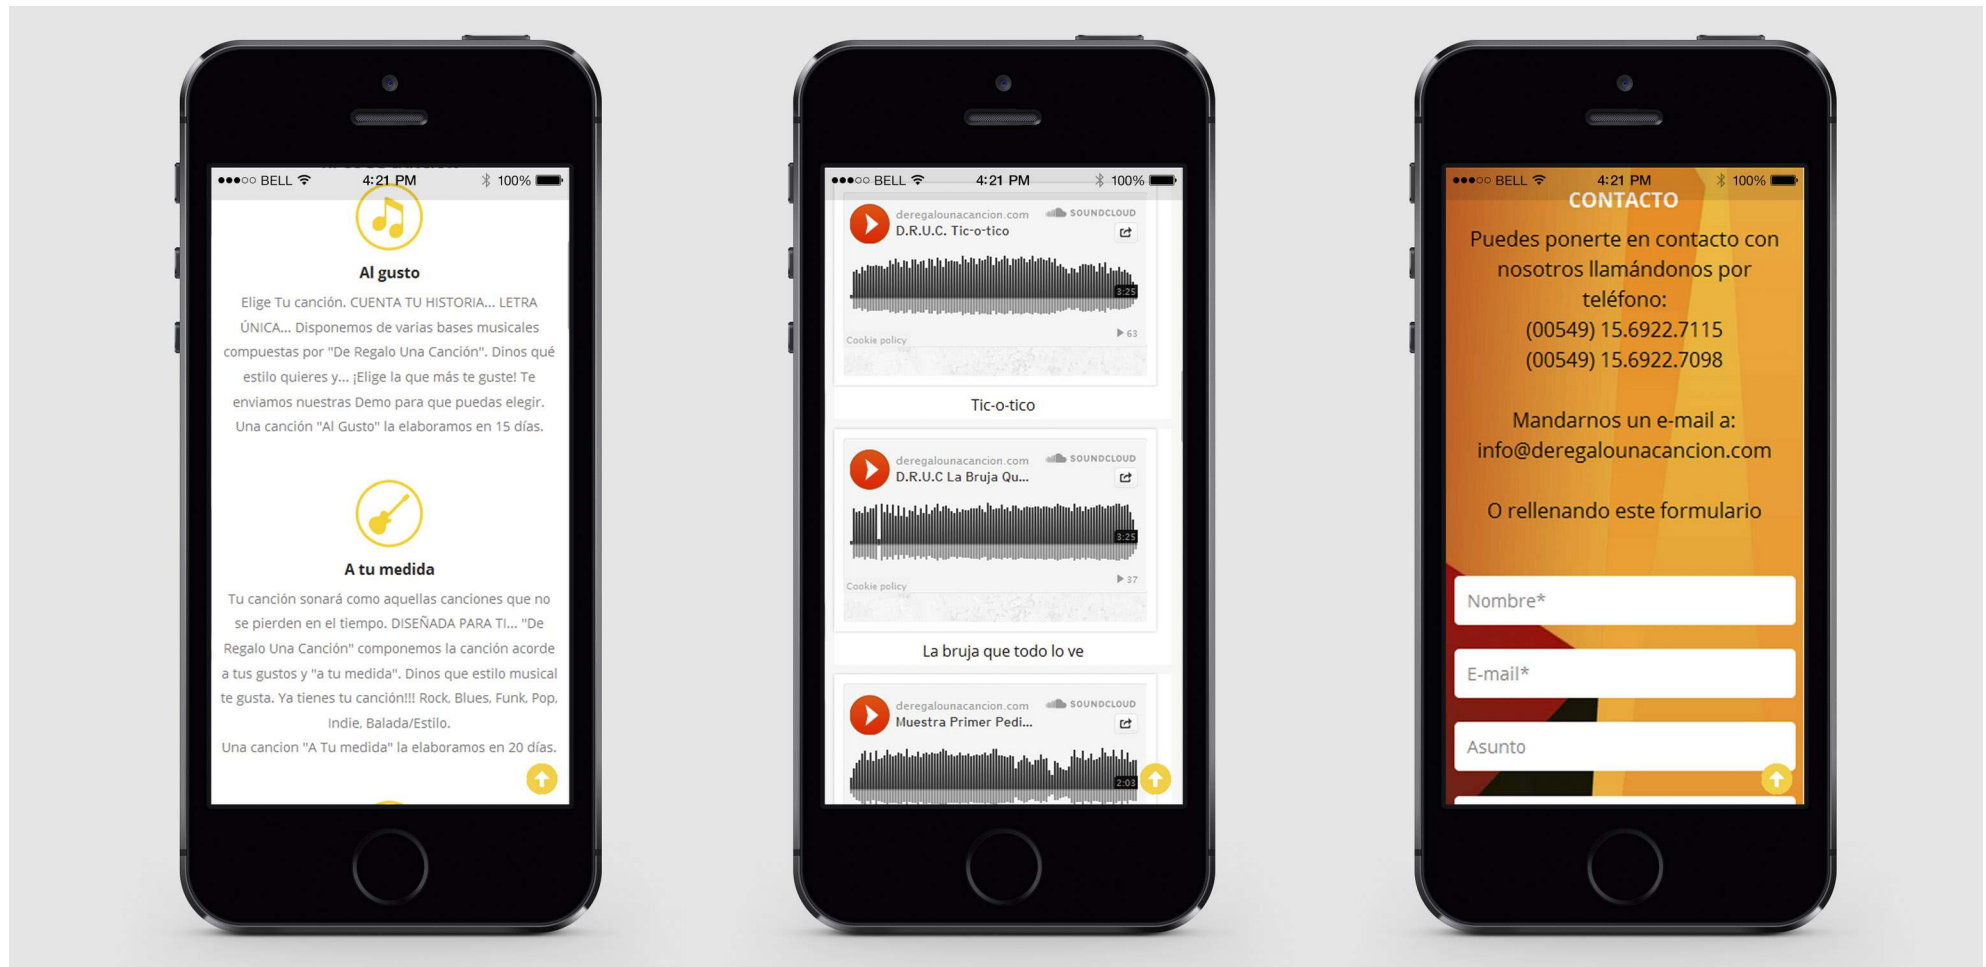 BELL 4:21 PM 100%
Al gusto
Elige Tu canción. CUENTA TU HISTORIA... LETRA
ÚNICA... Disponemos de varias bases musicales
compuestas por "De Regalo Una Canción". Dinos qué
estilo quieres y... ¡Elige la que más te guste! Te
enviamos nuestras Demo para que puedas elegir.
Una canción "Al Gusto" la elaboramos en 15 días.
A tu medida
Tu canción sonará como aquellas canciones que no
se pierden en el tiempo. DISEÑADA PARA TI... "De
Regalo Una Canción" componemos la canción acorde
a tus gustos y "a tu medida". Dinos que estilo musical
te gusta. Ya tienes tu canción!!! Rock, Blues, Funk, Pop,
Indie, Balada/Estilo.
Una cancion "A Tu medida" la elaboramos en 20 días.
BELL 4:21 PM 100%
deregalounacancion.com SOUNDCLOUD
D.R.U.C. Tic-o-tico
3:25
63
Cookie policy
Tic-o-tico
deregalounacancion.com SOUNDCLOUD
D.R.U.C La Bruja Qu...
3:25
37
Cookie policy
La bruja que todo lo ve
deregalounacancion.com SOUNDCLOUD
Muestra Primer Pedi...
2:03
BELL 4:21 PM 100%
CONTACTO
Puedes ponerte en contacto con
nosotros llamándonos por
teléfono:
(00549) 15.6922.7115
(00549) 15.6922.7098
Mandarnos un e-mail a:
info@deregalounacancion.com
O rellenando este formulario
Nombre*
E-mail*
Asunto